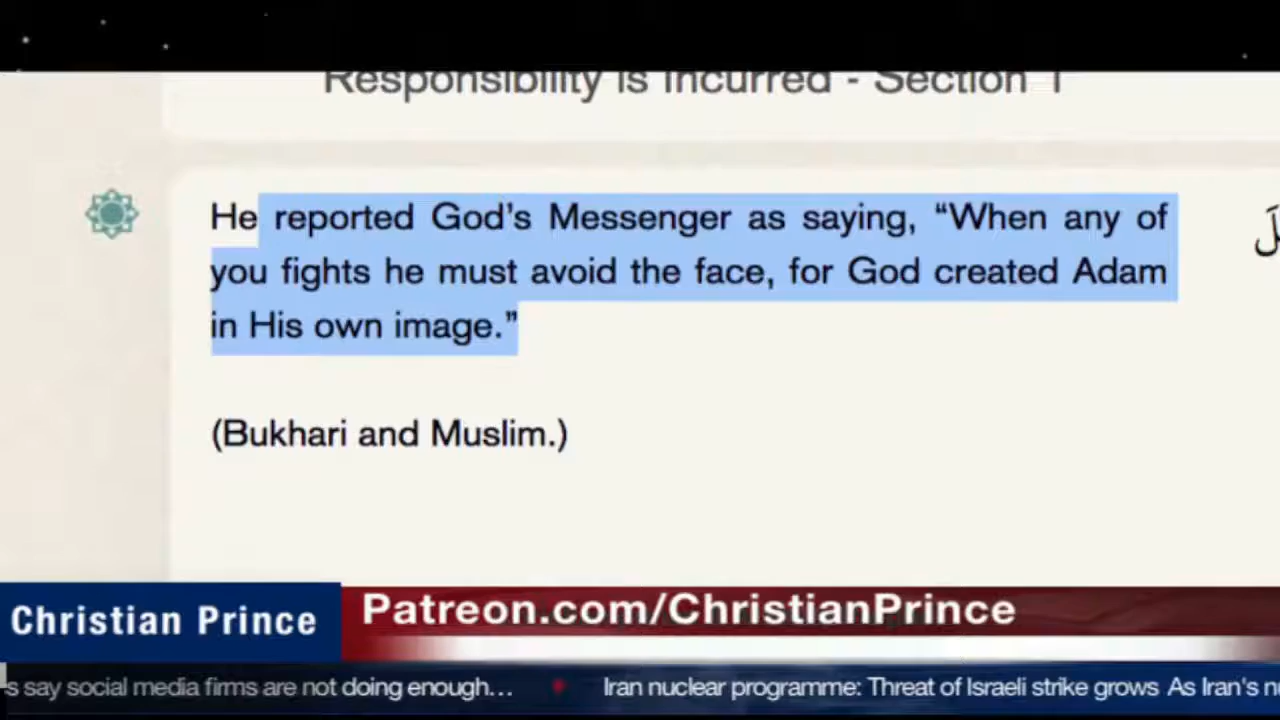 Responsibility is Incurred - Section 1
He reported God’s Messenger as saying, “When any of
you fights he must avoid the face, for God created Adam
in His own image.”
(Bukhari and Muslim.)
Christian Prince
Patreon.com/ChristianPrince
s say social media firms are not doing enough...
Iran nuclear programme: Threat of Israeli strike grows As Iran's